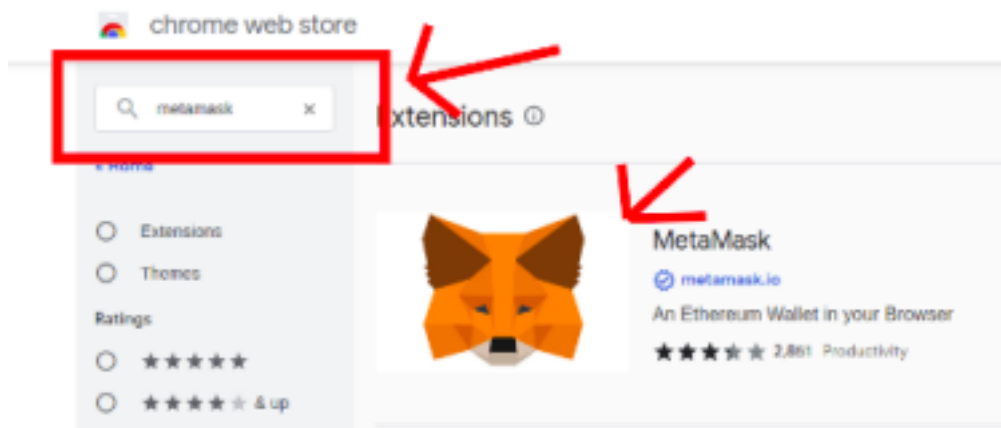 chrome web store
metamask ×
Extensions
« Home
Extensions
Themes
Ratings
& up
MetaMask
metamask.io
An Ethereum Wallet in your Browser
2,861 Productivity